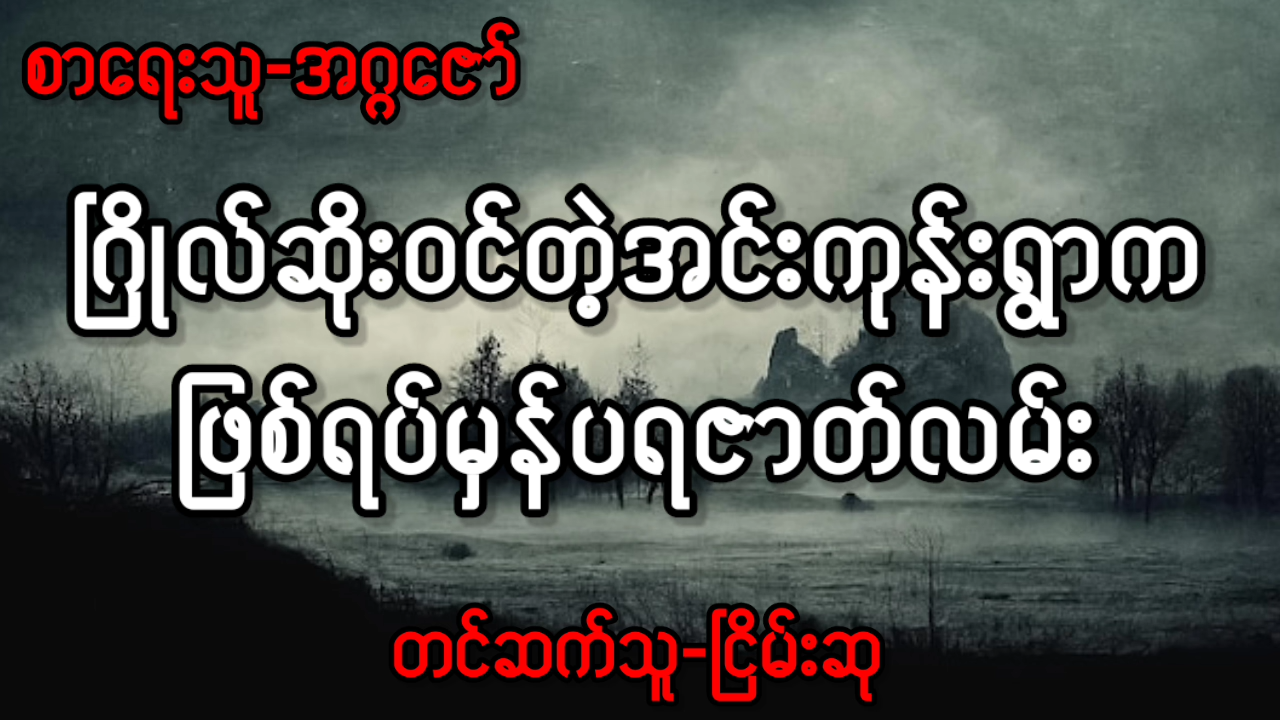 စာရေးသူ-အဂ္ဂဇော်
ဂြိုလ်ဆိုးဝင်တဲ့အင်းကုန်းရွာက
ဖြစ်ရပ်မှန်ပရဇာတ်လမ်း
တင်ဆက်သူ-ငြိမ်းဆု